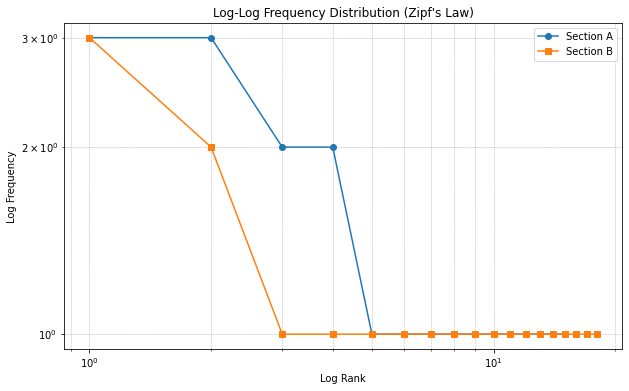 Log-Log Frequency Distribution (Zipf's Law)
Section A
Section B
3 × 10⁰
2 × 10⁰
10⁰
Log Frequency
10⁰ 10¹
Log Rank